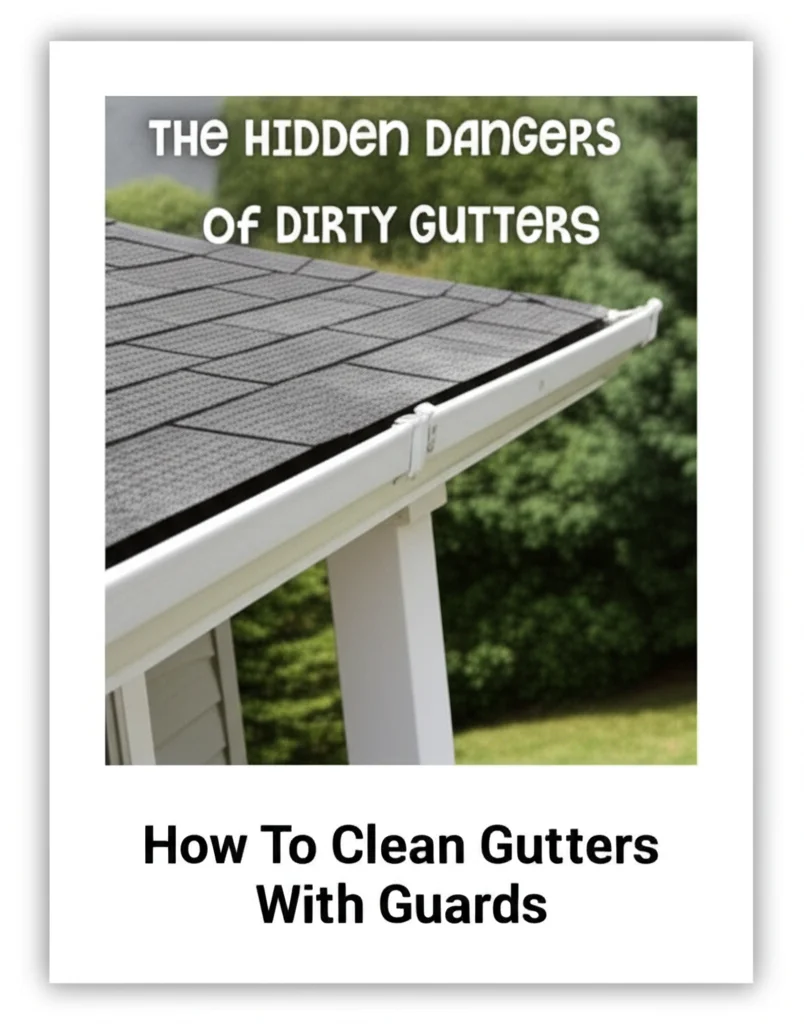 THE HIDDEN DANGERS
OF DIRTY GUTTERS
How To Clean Gutters
With Guards